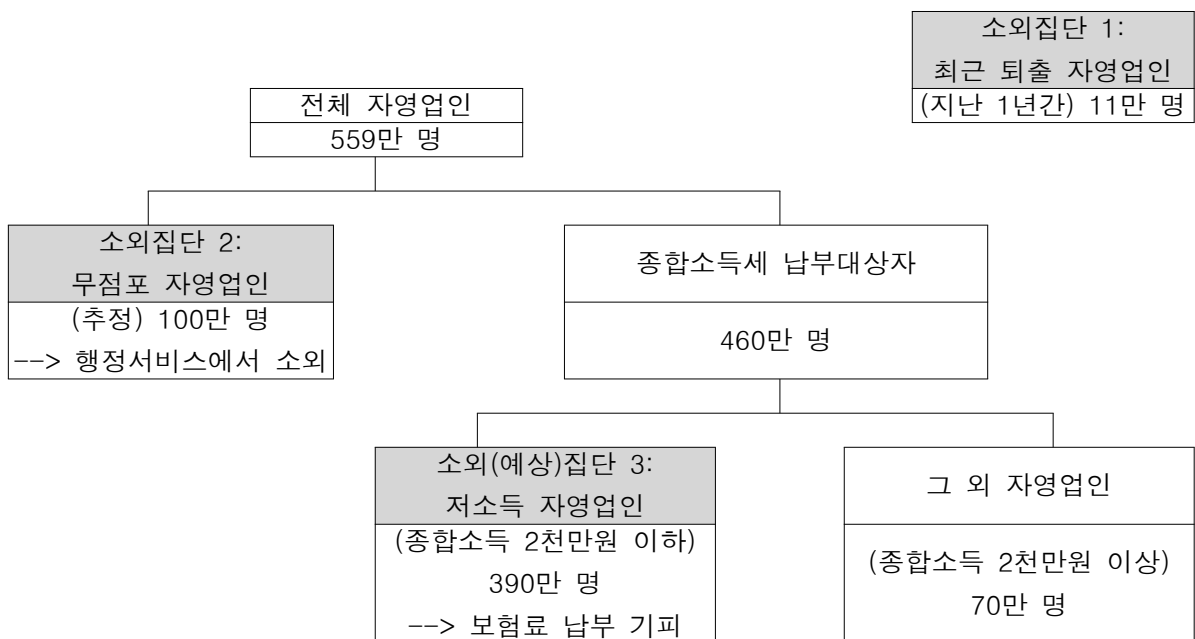 소외집단 1:
최근 퇴출 자영업인
(지난 1년간) 11만 명
전체 자영업인
559만 명
소외집단 2:
무점포 자영업인
(추정) 100만 명
--> 행정서비스에서 소외
종합소득세 납부대상자
460만 명
소외(예상)집단 3:
저소득 자영업인
(종합소득 2천만원 이하)
390만 명
--> 보험료 납부 기피
그 외 자영업인
(종합소득 2천만원 이상)
70만 명